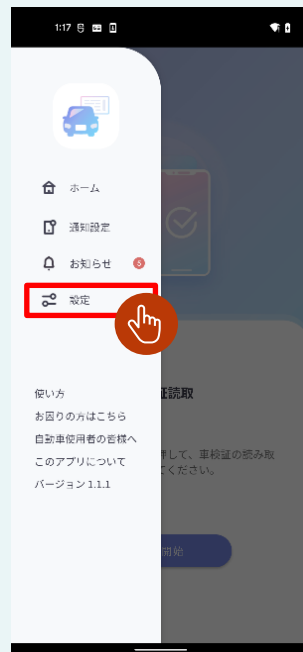 1:17
ホーム
通知設定
お知らせ 5
設定
証読取
押して、車検証の読み取
てください。
開始
使い方
お困りの方はこちら
自動車使用者の皆様へ
このアプリについて
バージョン 1.1.1